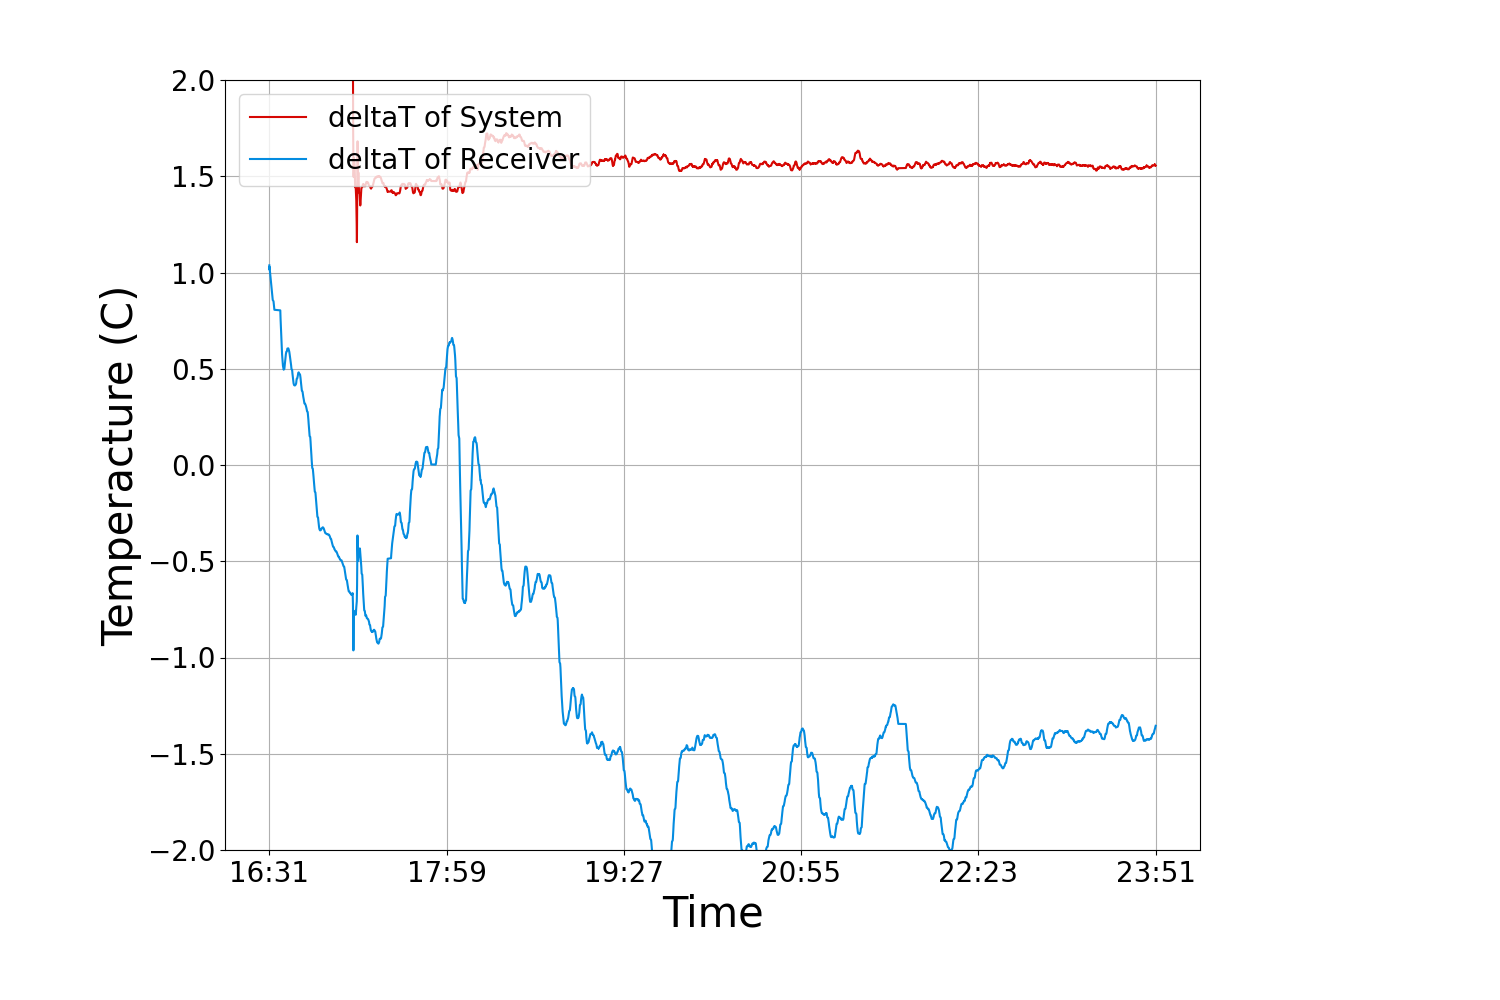 2.0
1.5
1.0
0.5
0.0
−0.5
−1.0
−1.5
−2.0
Temperacture (C)
deltaT of System
deltaT of Receiver
16:31 17:59 19:27 20:55 22:23 23:51
Time